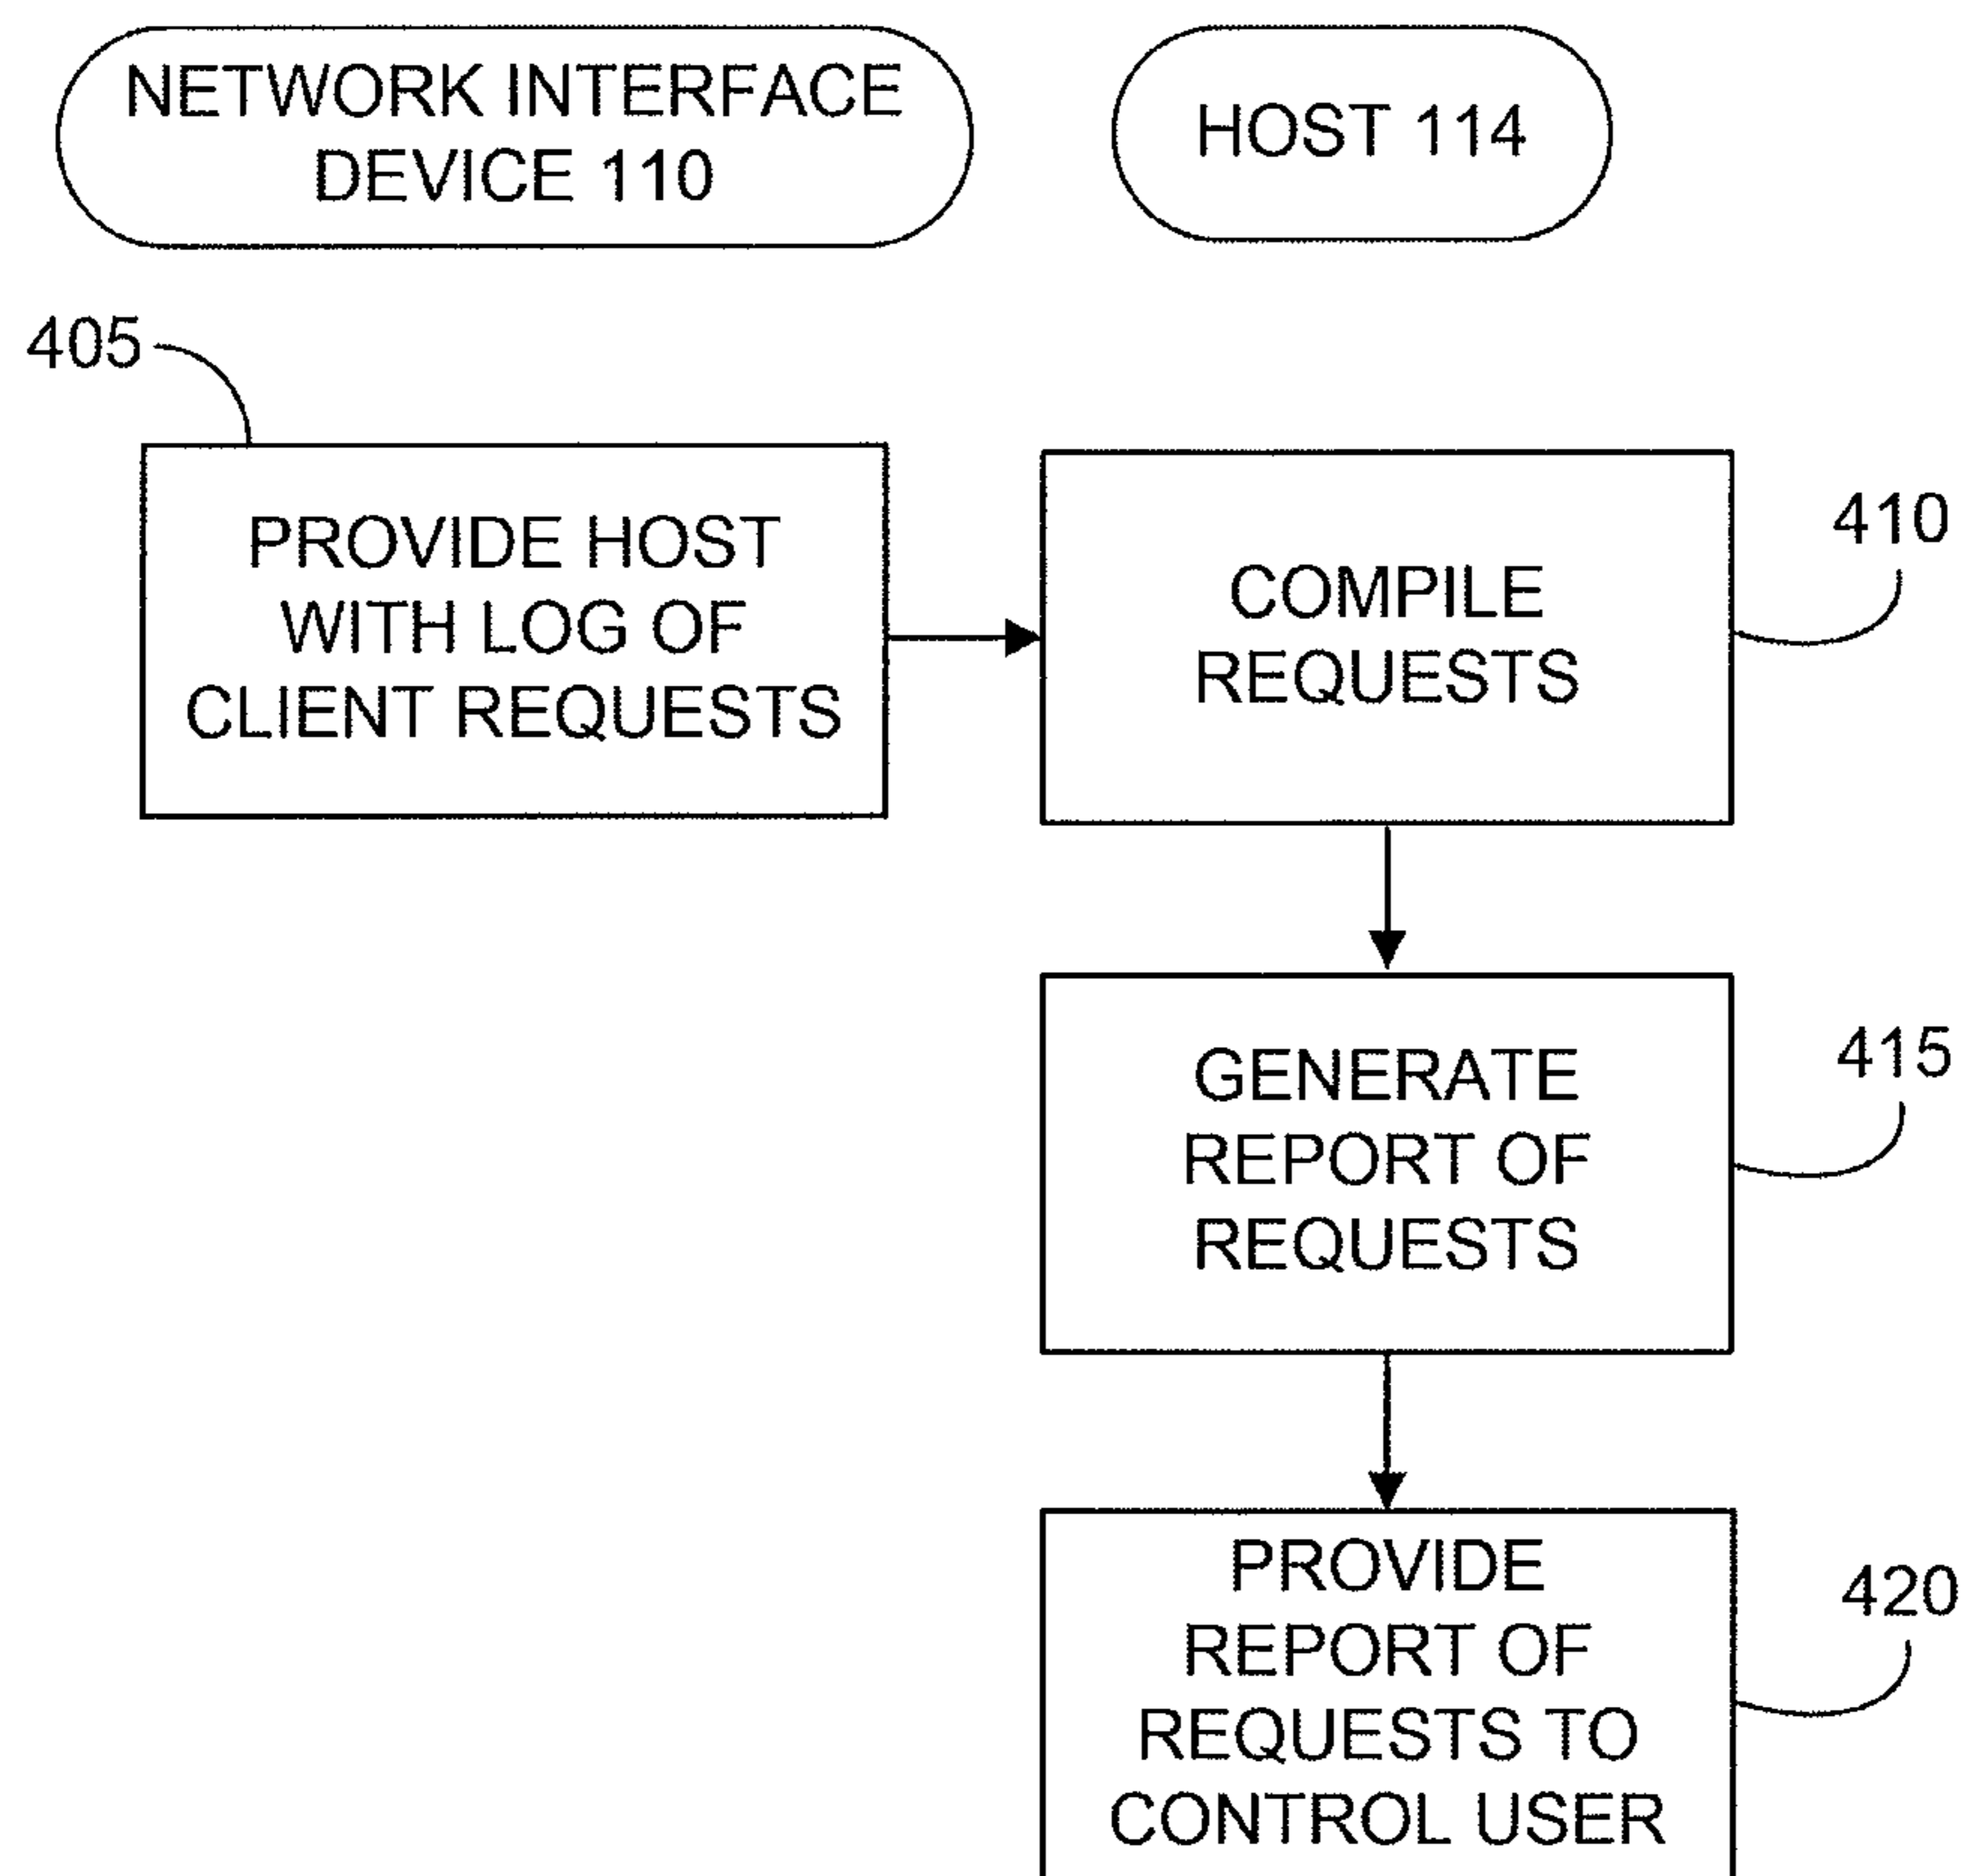 NETWORK INTERFACE
DEVICE 110
HOST 114
405
PROVIDE HOST
WITH LOG OF
CLIENT REQUESTS
410
COMPILE
REQUESTS
415
GENERATE
REPORT OF
REQUESTS
420
PROVIDE
REPORT OF
REQUESTS TO
CONTROL USER